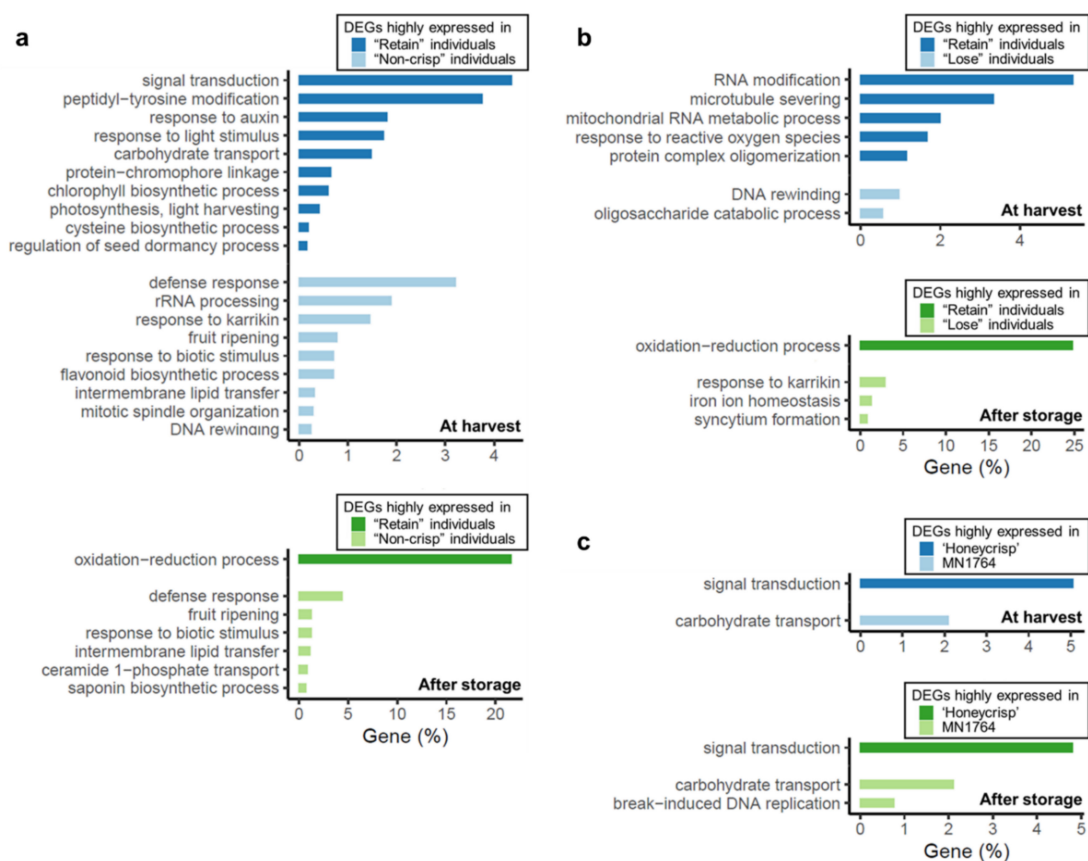 a
DEGs highly expressed in
"Retain" individuals
"Non-crisp" individuals
signal transduction
peptidyl−tyrosine modification
response to auxin
response to light stimulus
carbohydrate transport
protein−chromophore linkage
chlorophyll biosynthetic process
photosynthesis, light harvesting
cysteine biosynthetic process
regulation of seed dormancy process
defense response
rRNA processing
response to karrikin
fruit ripening
response to biotic stimulus
flavonoid biosynthetic process
intermembrane lipid transfer
mitotic spindle organization
DNA rewinding
At harvest
0 1 2 3 4
DEGs highly expressed in
"Retain" individuals
"Non-crisp" individuals
oxidation−reduction process
defense response
fruit ripening
response to biotic stimulus
intermembrane lipid transfer
ceramide 1−phosphate transport
saponin biosynthetic process
After storage
0 5 10 15 20
Gene (%)
b
DEGs highly expressed in
"Retain" individuals
"Lose" individuals
RNA modification
microtubule severing
mitochondrial RNA metabolic process
response to reactive oxygen species
protein complex oligomerization
DNA rewinding
oligosaccharide catabolic process
At harvest
0 2 4
DEGs highly expressed in
"Retain" individuals
"Lose" individuals
oxidation−reduction process
response to karrikin
iron ion homeostasis
syncytium formation
After storage
0 5 10 15 20 25
Gene (%)
c
DEGs highly expressed in
'Honeycrisp'
MN1764
signal transduction
carbohydrate transport
At harvest
0 1 2 3 4 5
DEGs highly expressed in
'Honeycrisp'
MN1764
signal transduction
carbohydrate transport
break−induced DNA replication
After storage
0 1 2 3 4 5
Gene (%)